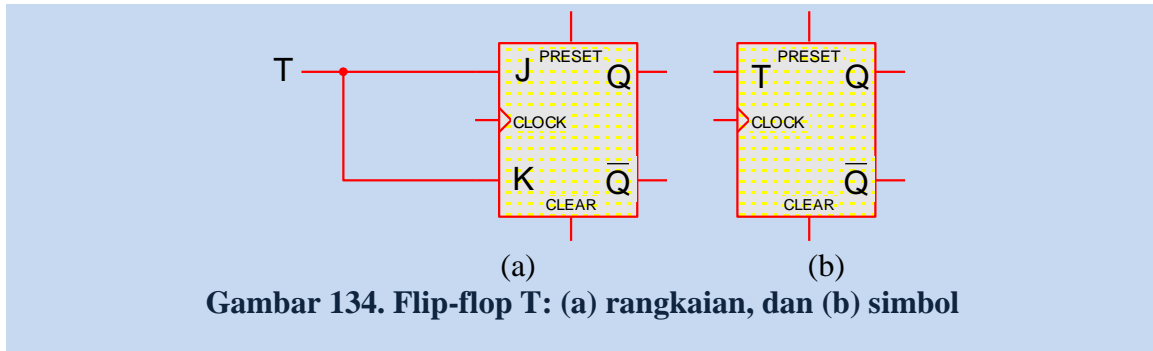 PRESET PRESET
T J Q T Q
CLOCK CLOCK
K Q̅ Q̅
CLEAR CLEAR
(a) (b)
Gambar 134. Flip-flop T: (a) rangkaian, dan (b) simbol